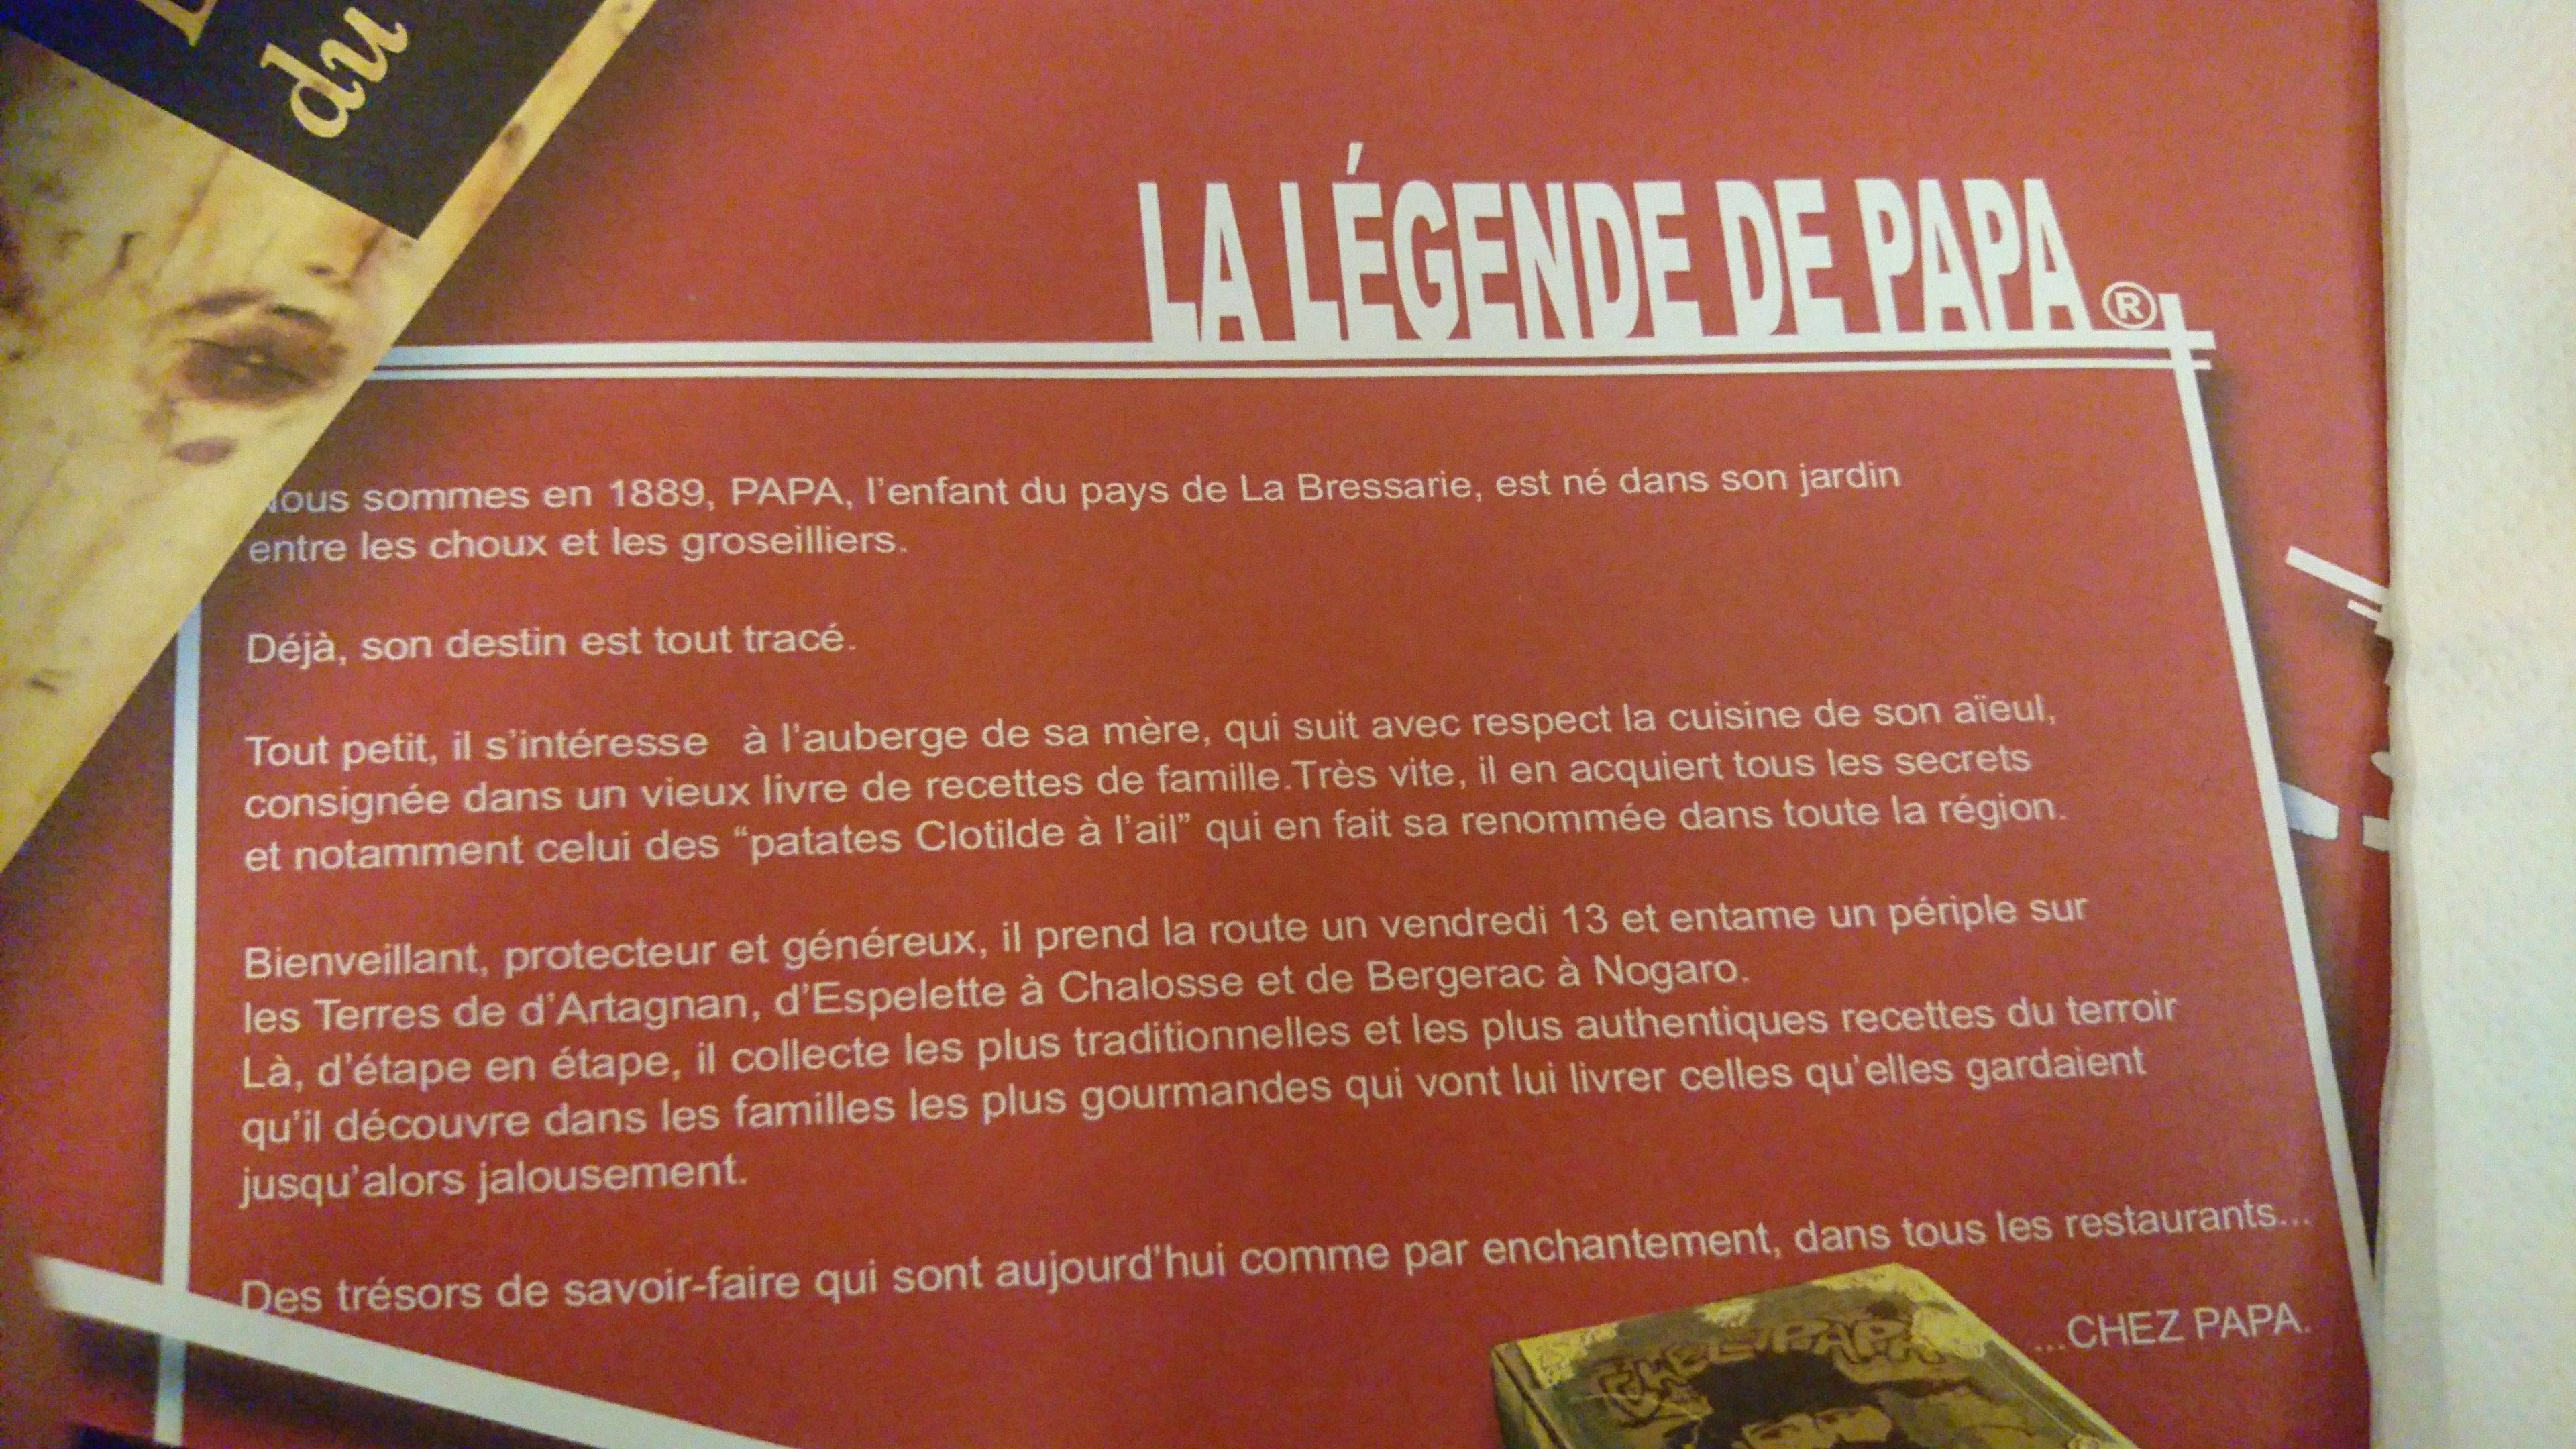 du
LA LÉGENDE DE PAPA ®
Nous sommes en 1889, PAPA, l'enfant du pays de La Bressarie, est né dans son jardin
entre les choux et les groseilliers.
Déjà, son destin est tout tracé.
Tout petit, il s'intéresse à l'auberge de sa mère, qui suit avec respect la cuisine de son aïeul,
consignée dans un vieux livre de recettes de famille.Très vite, il en acquiert tous les secrets
et notamment celui des “patates Clotilde à l'ail” qui en fait sa renommée dans toute la région.
Bienveillant, protecteur et généreux, il prend la route un vendredi 13 et entame un périple sur
les Terres de d'Artagnan, d'Espelette à Chalosse et de Bergerac à Nogaro.
Là, d'étape en étape, il collecte les plus traditionnelles et les plus authentiques recettes du terroir
qu'il découvre dans les familles les plus gourmandes qui vont lui livrer celles qu'elles gardaient
jusqu'alors jalousement.
Des trésors de savoir-faire qui sont aujourd'hui comme par enchantement, dans tous les restaurants...
...CHEZ PAPA.
CHEZ PAPA